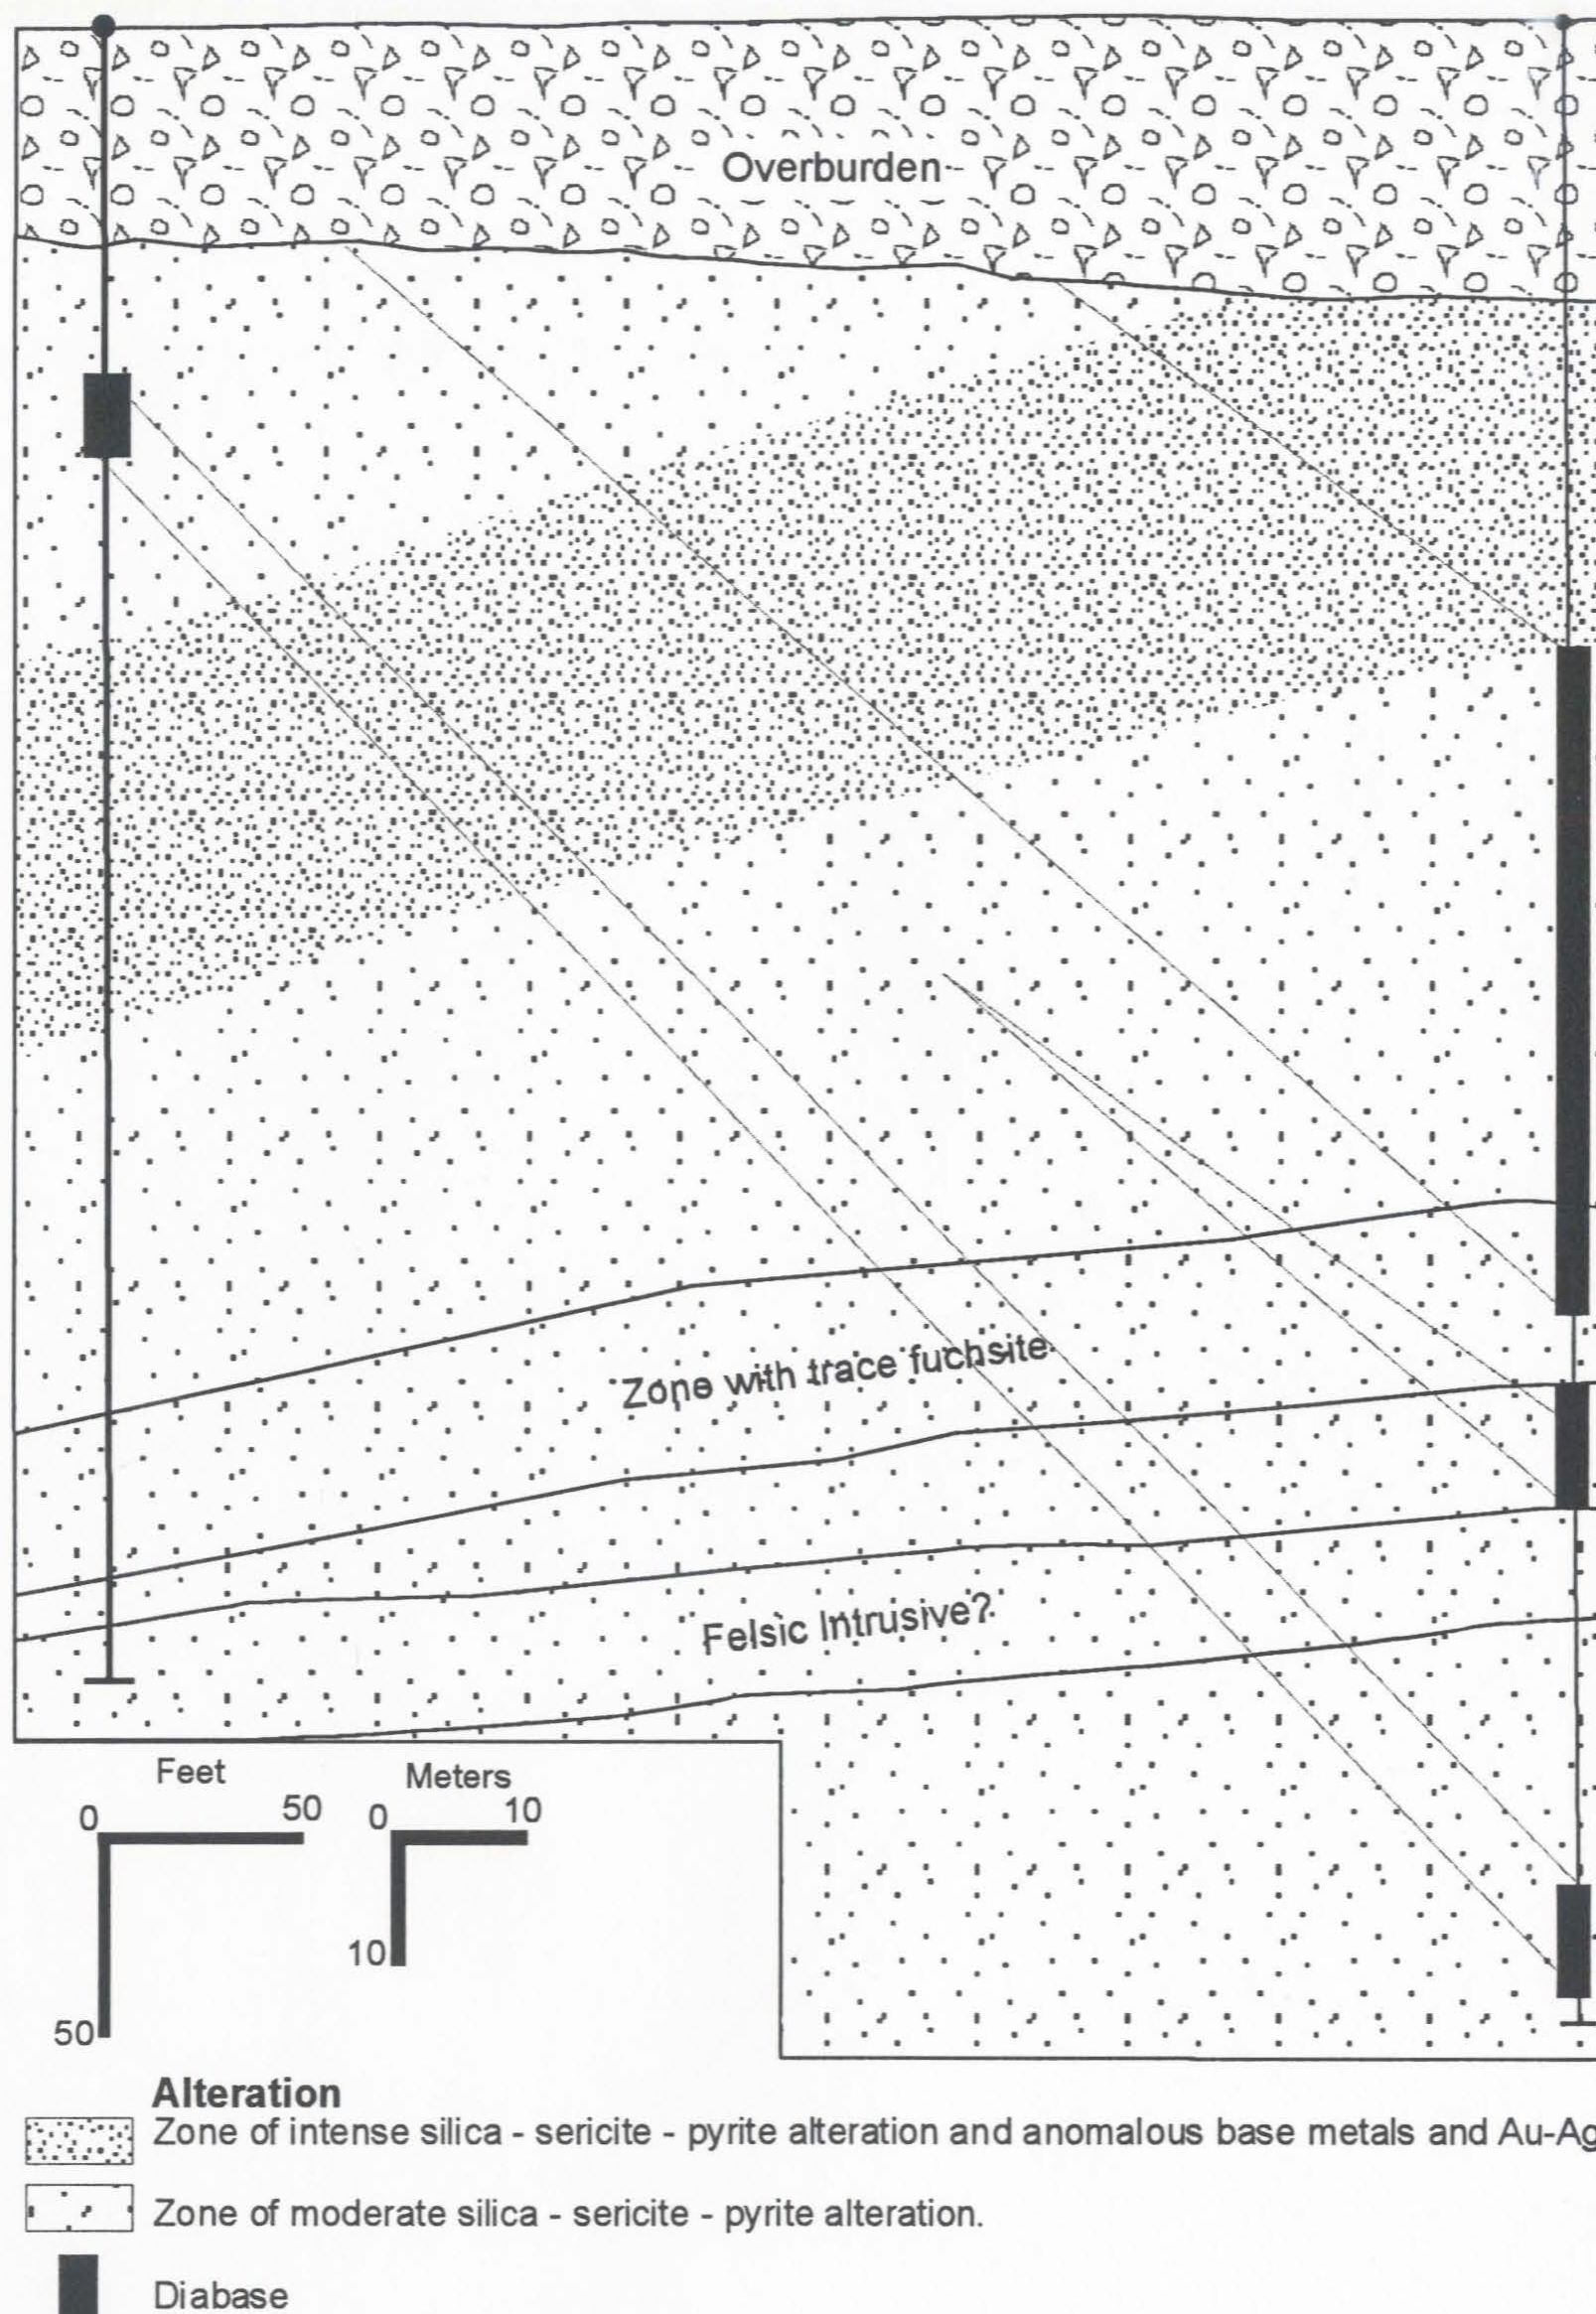 Overburden
Zone with trace fuchsite
Felsic Intrusive?
Feet
Meters
0
50
0
10
10
50
Alteration
Zone of intense silica - sericite - pyrite alteration and anomalous base metals and Au-Ag
Zone of moderate silica - sericite - pyrite alteration.
Diabase